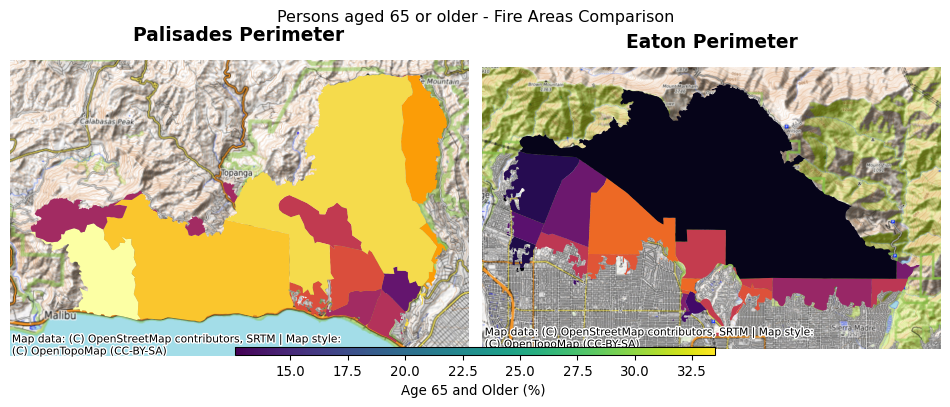 Persons aged 65 or older - Fire Areas Comparison
Palisades Perimeter
Eaton Perimeter
Calabasas Peak
Topanga
Malibu
Sierra Madre
Map data: (C) OpenStreetMap contributors, SRTM | Map style:
(C) OpenTopoMap (CC-BY-SA)
Map data: (C) OpenStreetMap contributors, SRTM | Map style:
(C) OpenTopoMap (CC-BY-SA)
15.0 17.5 20.0 22.5 25.0 27.5 30.0 32.5
Age 65 and Older (%)